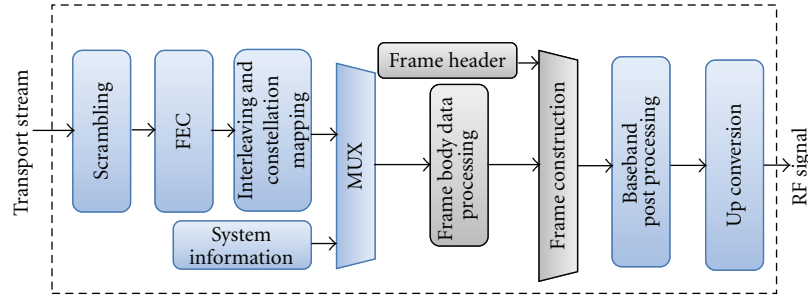 Transport stream
Scrambling
FEC
Interleaving and
constellation
mapping
System
information
MUX
Frame header
Frame body data
processing
Frame construction
Baseband
post processing
Up conversion
RF signal